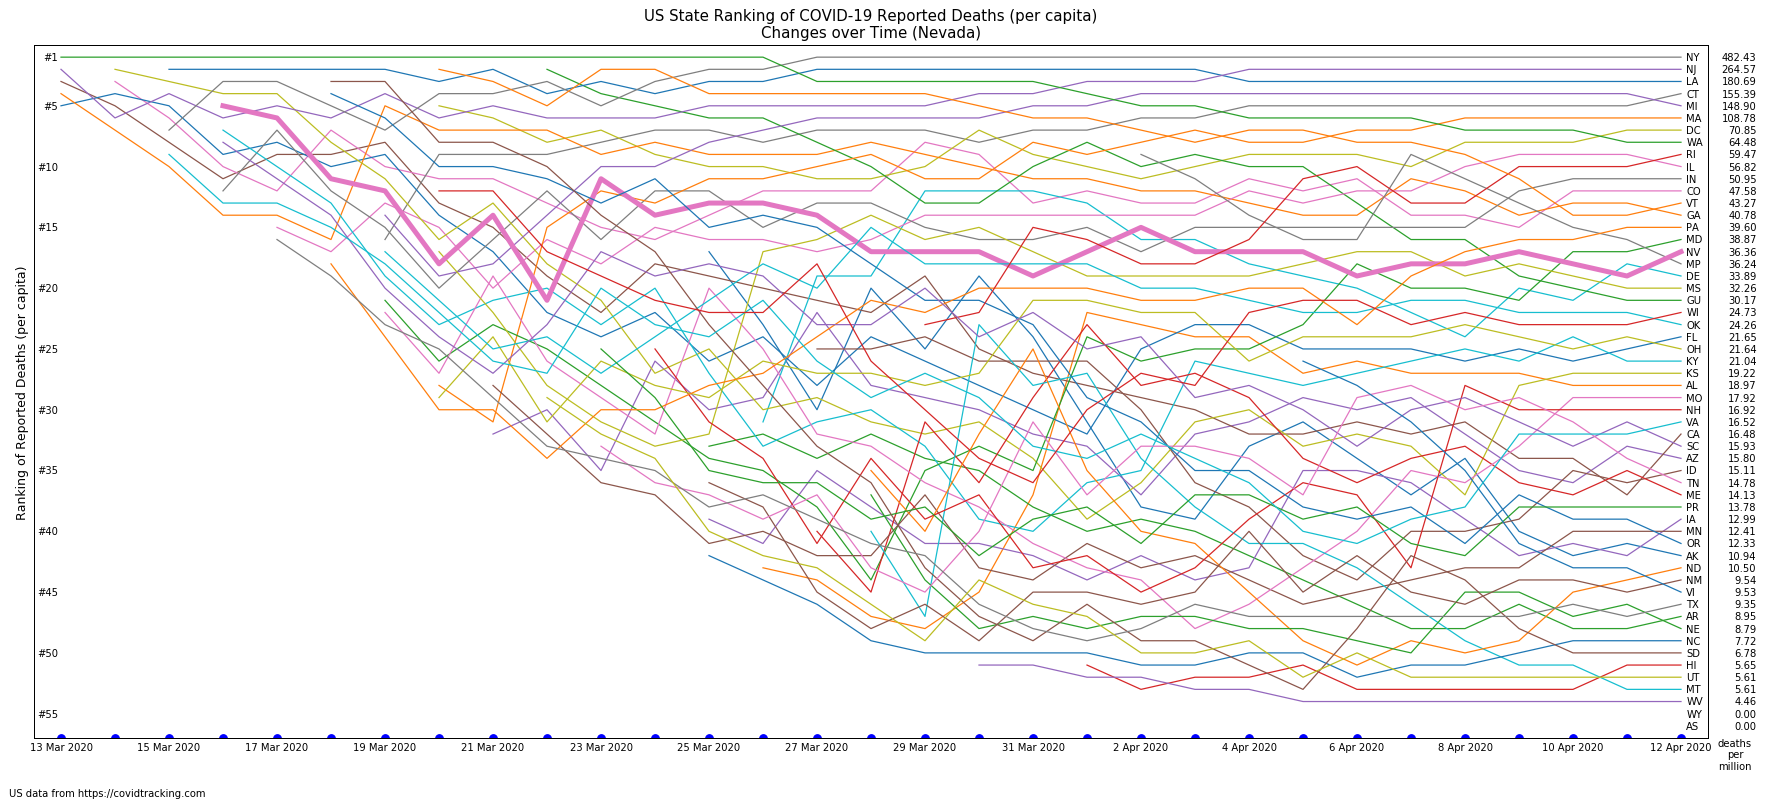 US State Ranking of COVID-19 Reported Deaths (per capita)
Changes over Time (Nevada)
Ranking of Reported Deaths (per capita)
#1
#5
#10
#15
#20
#25
#30
#35
#40
#45
#50
#55
NY 482.43
NJ 264.57
LA 180.69
CT 155.39
MI 148.90
MA 108.78
DC 70.85
WA 64.48
RI 59.47
IL 56.82
IN 50.95
CO 47.58
VT 43.27
GA 40.78
PA 39.60
MD 38.87
NV 36.36
MP 36.24
DE 33.89
MS 32.26
GU 30.17
WI 24.73
OK 24.26
FL 21.65
OH 21.64
KY 21.04
KS 19.22
AL 18.97
MO 17.92
NH 16.92
VA 16.52
CA 16.48
SC 15.93
AZ 15.80
ID 15.11
TN 14.78
ME 14.13
PR 13.78
IA 12.99
MN 12.41
OR 12.33
AK 10.94
ND 10.50
NM 9.54
VI 9.53
TX 9.35
AR 8.95
NE 8.79
NC 7.72
SD 6.78
HI 5.65
UT 5.61
MT 5.61
WV 4.46
WY 0.00
AS 0.00
13 Mar 2020 15 Mar 2020 17 Mar 2020 19 Mar 2020 21 Mar 2020 23 Mar 2020 25 Mar 2020 27 Mar 2020 29 Mar 2020 31 Mar 2020 2 Apr 2020 4 Apr 2020 6 Apr 2020 8 Apr 2020 10 Apr 2020 12 Apr 2020
deaths
per
million
US data from https://covidtracking.com